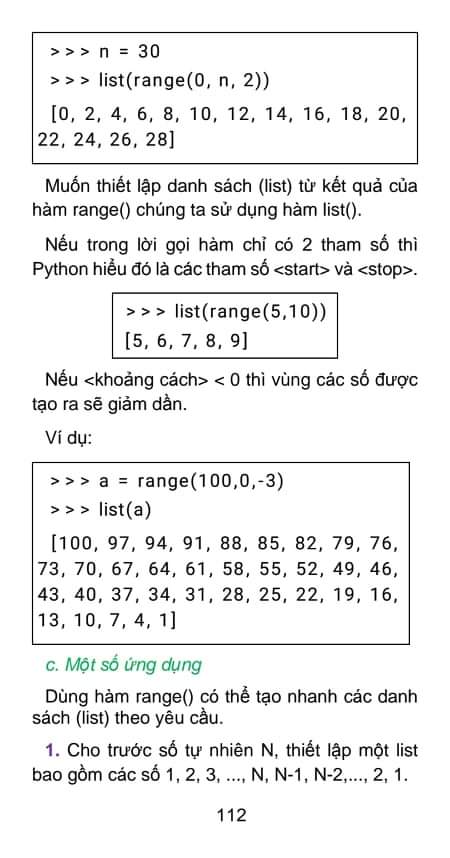 >>> n = 30
>>> list(range(0, n, 2))
[0, 2, 4, 6, 8, 10, 12, 14, 16, 18, 20,
22, 24, 26, 28]
Muốn thiết lập danh sách (list) từ kết quả của
hàm range() chúng ta sử dụng hàm list().
Nếu trong lời gọi hàm chỉ có 2 tham số thì
Python hiểu đó là các tham số <start> và <stop>.
>>> list(range(5,10))
[5, 6, 7, 8, 9]
Nếu <khoảng cách> < 0 thì vùng các số được
tạo ra sẽ giảm dần.
Ví dụ:
>>> a = range(100,0,-3)
>>> list(a)
[100, 97, 94, 91, 88, 85, 82, 79, 76,
73, 70, 67, 64, 61, 58, 55, 52, 49, 46,
43, 40, 37, 34, 31, 28, 25, 22, 19, 16,
13, 10, 7, 4, 1]
c. Một số ứng dụng
Dùng hàm range() có thể tạo nhanh các danh
sách (list) theo yêu cầu.
1. Cho trước số tự nhiên N, thiết lập một list
bao gồm các số 1, 2, 3, ..., N, N-1, N-2,..., 2, 1.
112